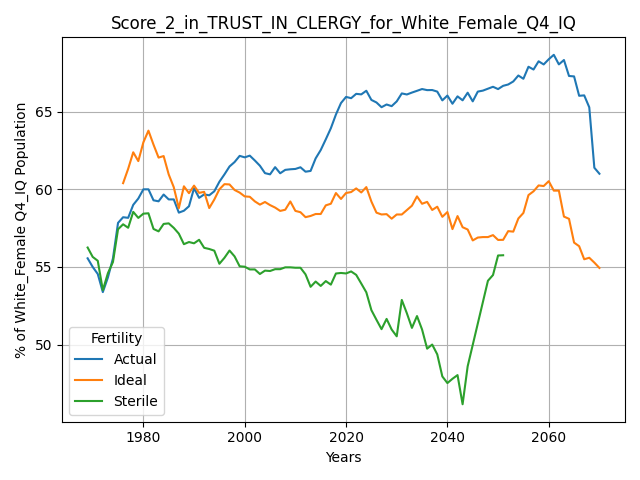 Score_2_in_TRUST_IN_CLERGY_for_White_Female_Q4_IQ
% of White_Female Q4_IQ Population
65
60
55
50
Fertility
Actual
Ideal
Sterile
1980
2000
2020
2040
2060
Years